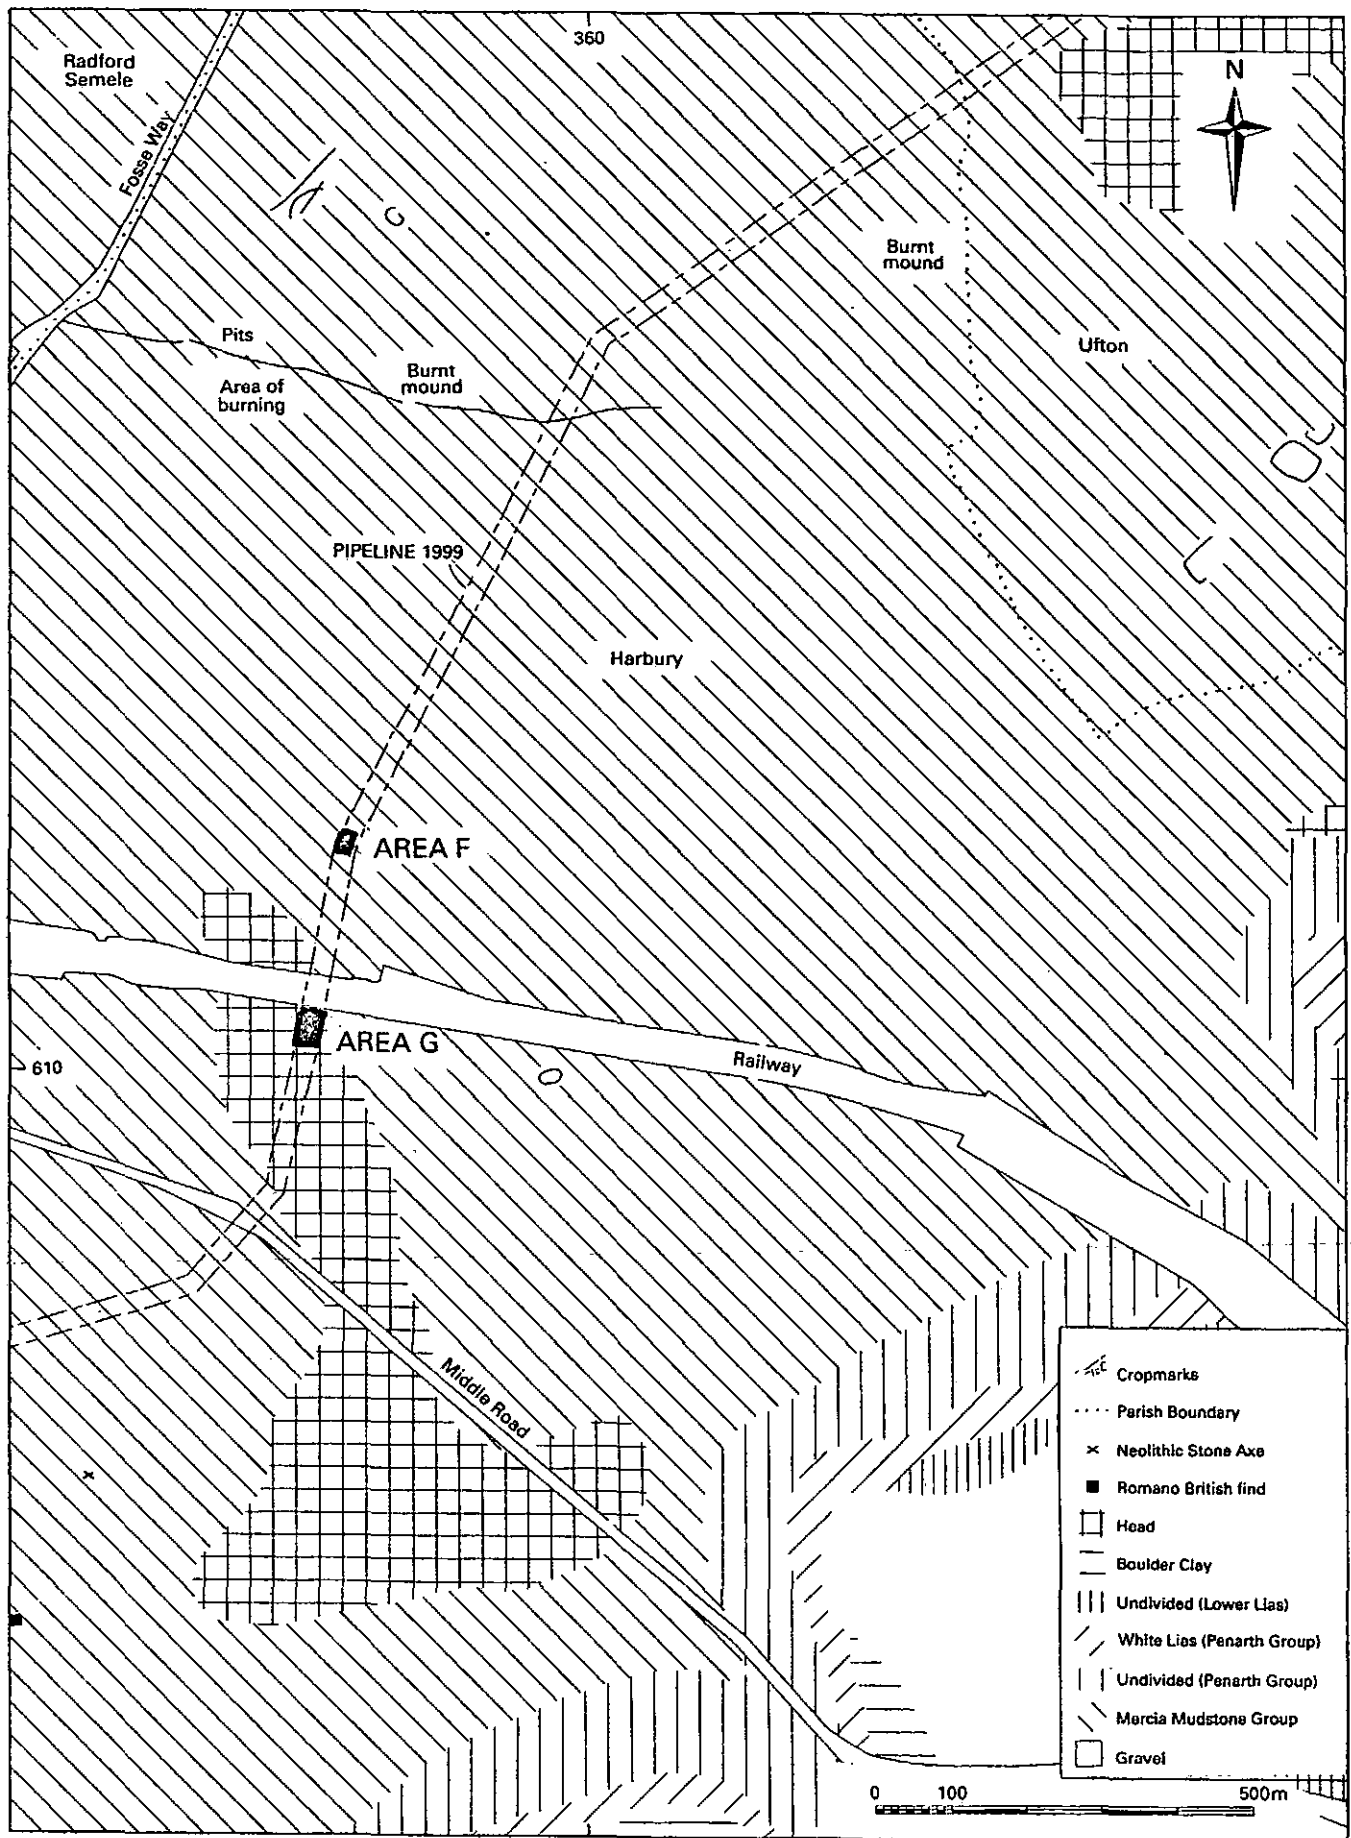 360
Radford
Semele
N
Fosse Way
Burnt
mound
Pits
Ufton
Burnt
mound
Area of
burning
PIPELINE 1999
Harbury
AREA F
AREA G
Railway
610
Middle Road
Cropmarks
Parish Boundary
Neolithic Stone Axe
Romano British find
Head
Boulder Clay
Undivided (Lower Lias)
White Lias (Penarth Group)
Undivided (Penarth Group)
Mercia Mudstone Group
Gravel
0 100 500m